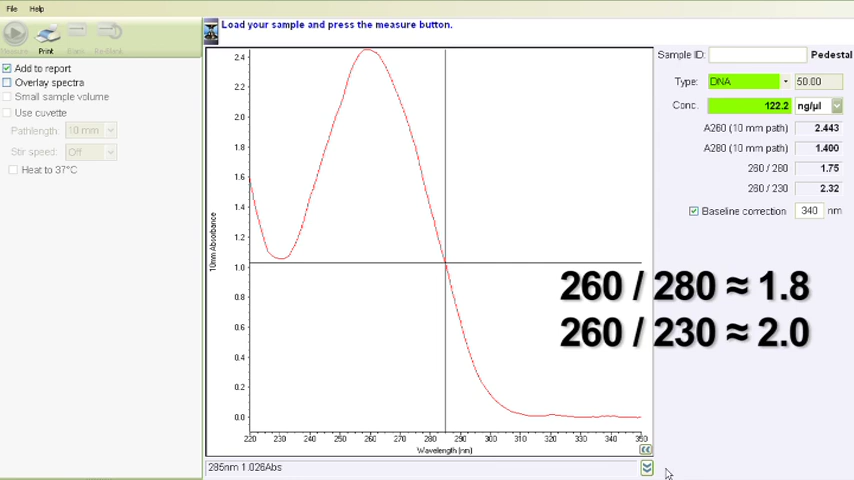 File Help
Measure Print Blank Re-Blank
Load your sample and press the measure button.
Add to report
Overlay spectra
Small sample volume
Use cuvette
Pathlength: 10 mm
Stir speed: Off
Heat to 37°C
2.4
2.2
2.0
1.8
1.6
1.4
1.2
1.0
0.8
0.6
0.4
0.2
0.0
10mm Absorbance
220 230 240 250 260 270 280 290 300 310 320 330 340 350
Wavelength (nm)
285nm 1.026Abs
Sample ID: Pedestal
Type: DNA 50.00
Conc. 122.2 ng/µl
A260 (10 mm path) 2.443
A280 (10 mm path) 1.400
260 / 280 1.75
260 / 230 2.32
Baseline correction 340 nm
260 / 280 ≈ 1.8
260 / 230 ≈ 2.0